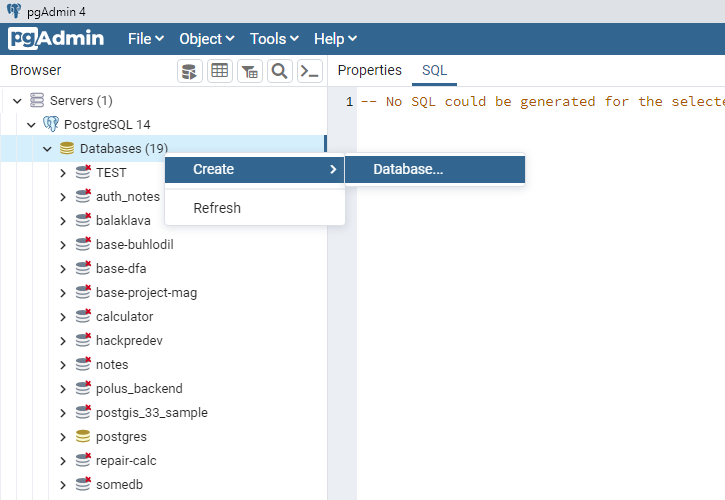 pgAdmin 4
pgAdmin File Object Tools Help
Browser Properties SQL
Servers (1)
1 -- No SQL could be generated for the selecte
PostgreSQL 14
Databases (19)
Create Database...
Refresh
TEST
auth_notes
balaklava
base-buhlodil
base-dfa
base-project-mag
calculator
hackpredev
notes
polus_backend
postgis_33_sample
postgres
repair-calc
somedb